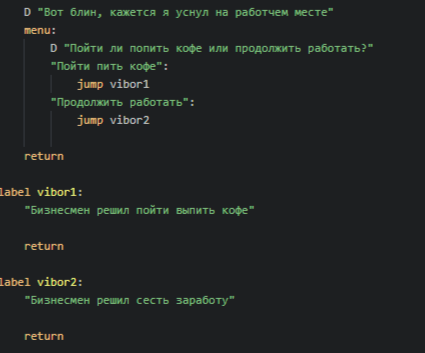 D "Вот блин, кажется я уснул на работчем месте"
menu:
D "Пойти ли попить кофе или продолжить работать?"
"Пойти пить кофе":
jump vibor1
"Продолжить работать":
jump vibor2
return
label vibor1:
"Бизнесмен решил пойти выпить кофе"
return
label vibor2:
"Бизнесмен решил сесть заработу"
return